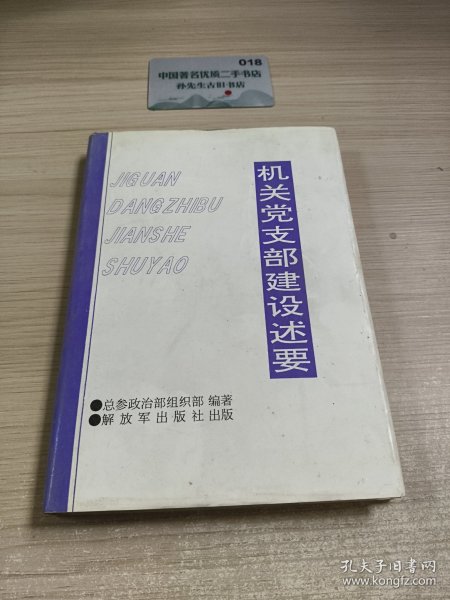 018
中国著名优质二手书店
孙先生古旧书店
JIGUAN
DANGZHIBU
JIANSHE
SHUYAO
机关党支部建设述要
●总参政治部组织部 编著
●解放军出版社出版
孔夫子旧书网
www.kongfz.com